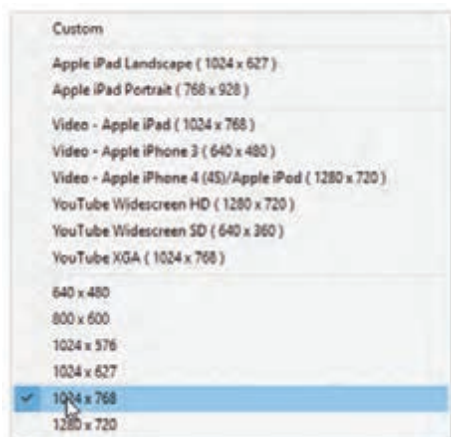 Custom
Apple iPad Landscape ( 1024 x 627 )
Apple iPad Portrait ( 768 x 928 )
Video - Apple iPad ( 1024 x 768 )
Video - Apple iPhone 3 ( 640 x 480 )
Video - Apple iPhone 4 (4S)/Apple iPod ( 1280 x 720 )
YouTube Widescreen HD ( 1280 x 720 )
YouTube Widescreen SD ( 640 x 360 )
YouTube XGA ( 1024 x 768 )
640 x 480
800 x 600
1024 x 576
1024 x 627
1024 x 768
1280 x 720